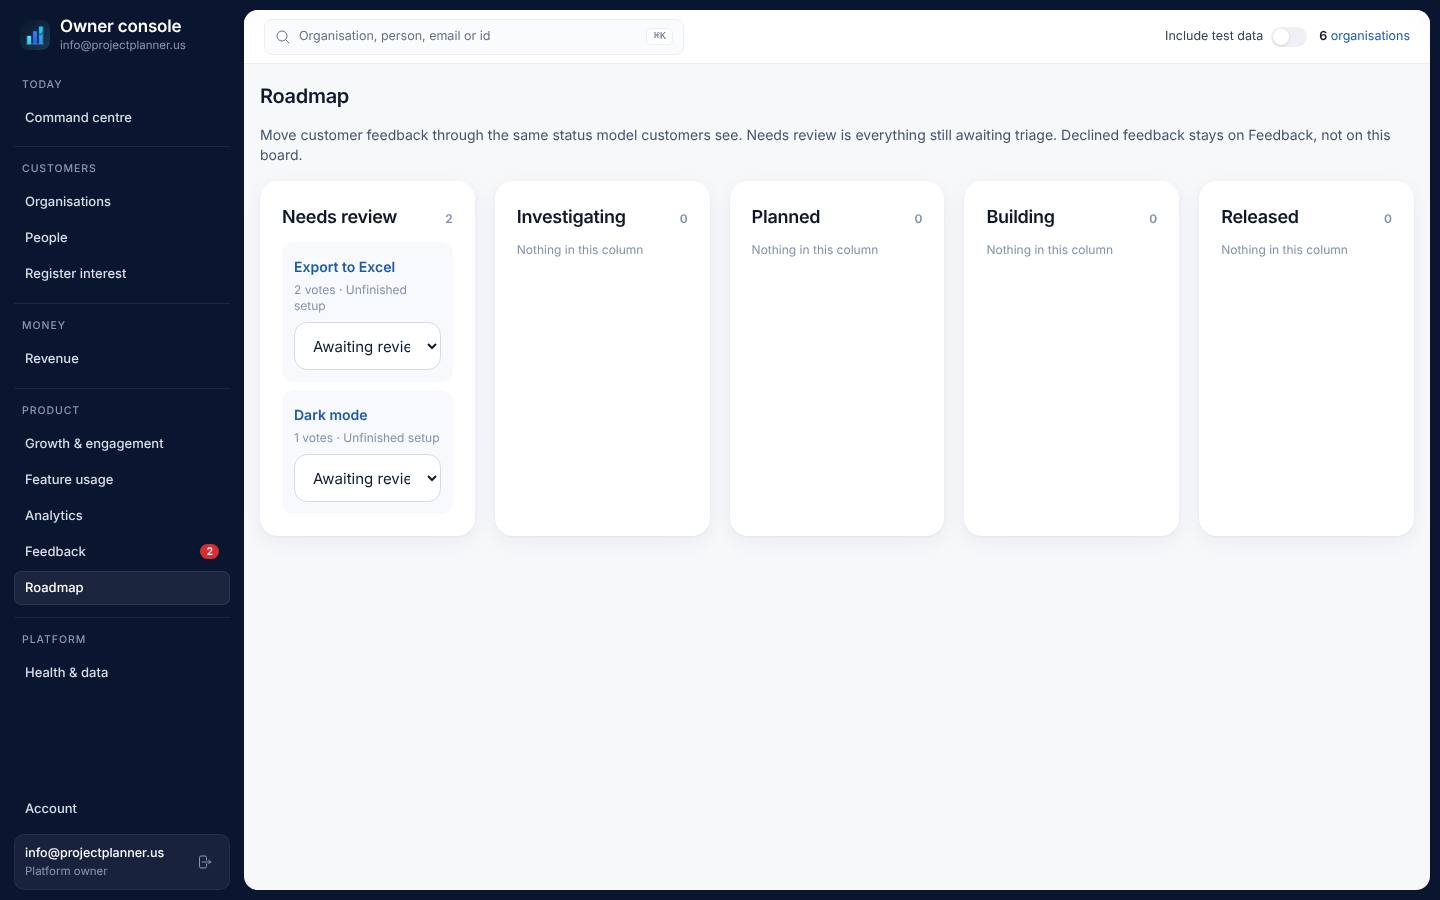 Owner console
info@projectplanner.us
TODAY
Command centre
CUSTOMERS
Organisations
People
Register interest
MONEY
Revenue
PRODUCT
Growth & engagement
Feature usage
Analytics
Feedback 2
Roadmap
PLATFORM
Health & data
Account
info@projectplanner.us
Platform owner
Organisation, person, email or id ⌘K
Include test data 6 organisations
Roadmap
Move customer feedback through the same status model customers see. Needs review is everything still awaiting triage. Declined feedback stays on Feedback, not on this
board.
Needs review 2
Export to Excel
2 votes · Unfinished
setup
Awaiting revie
Dark mode
1 votes · Unfinished setup
Awaiting revie
Investigating 0
Nothing in this column
Planned 0
Nothing in this column
Building 0
Nothing in this column
Released 0
Nothing in this column